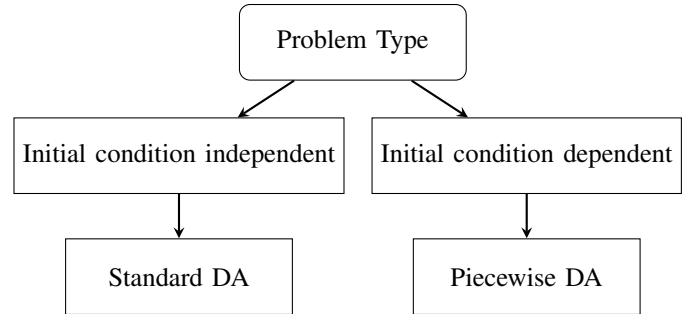 Problem Type
Initial condition independent
Initial condition dependent
Standard DA
Piecewise DA